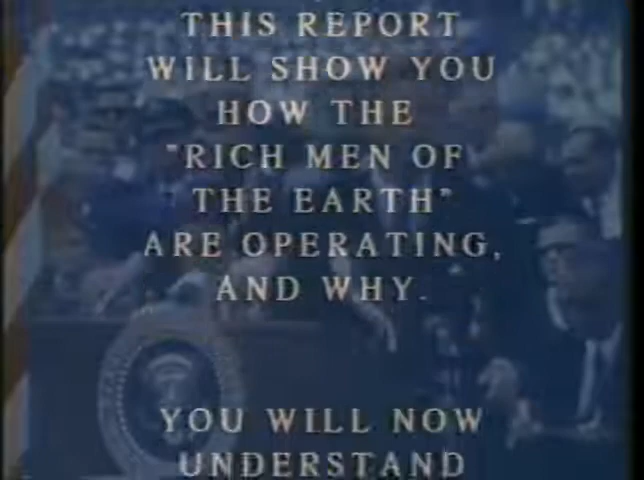 THIS REPORT
WILL SHOW YOU
HOW THE
"RICH MEN OF
THE EARTH"
ARE OPERATING,
AND WHY.
YOU WILL NOW
UNDERSTAND